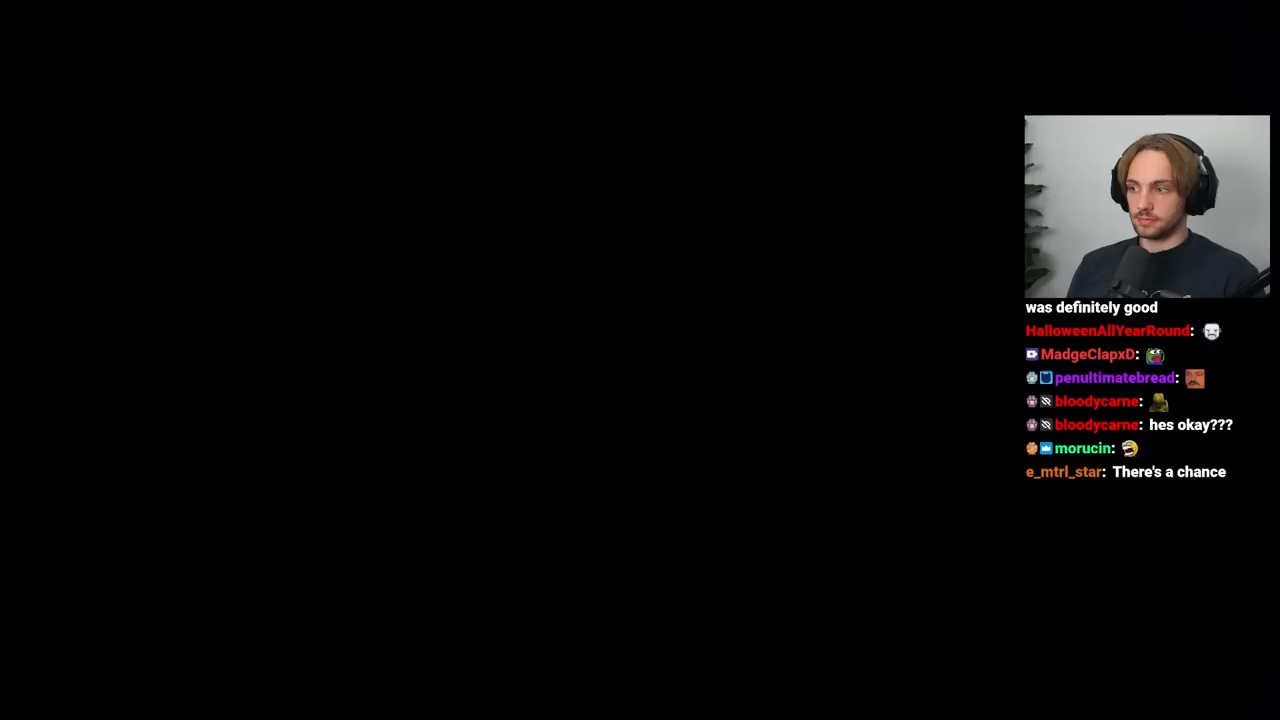 was definitely good
HalloweenAllYearRound:
MadgeClapxD:
penultimatebread:
bloodycarne:
bloodycarne: hes okay???
morucin:
e_mtrl_star: There's a chance